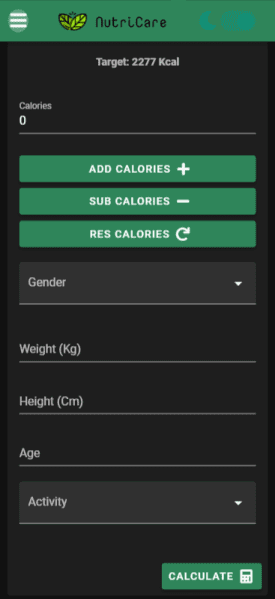 NutriCare
Target: 2277 Kcal
Calories
0
ADD CALORIES
SUB CALORIES
RES CALORIES
Gender
Weight (Kg)
Height (Cm)
Age
Activity
CALCULATE